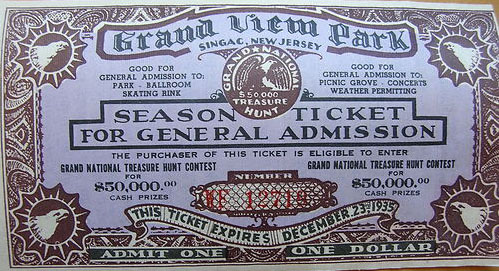 Grand View Park
SINGAC, NEW JERSEY
GOOD FOR
GENERAL ADMISSION TO:
PARK - BALLROOM
SKATING RINK
GRAND NATIONAL
$50,000
TREASURE
HUNT
GOOD FOR
GENERAL ADMISSION TO:
PICNIC GROVE - CONCERTS
WEATHER PERMITTING
SEASON TICKET
FOR GENERAL ADMISSION
THE PURCHASER OF THIS TICKET IS ELIGIBLE TO ENTER
GRAND NATIONAL TREASURE HUNT CONTEST
FOR
$50,000.00
CASH PRIZES
NUMBER
GRAND NATIONAL TREASURE HUNT CONTEST
FOR
$50,000.00
CASH PRIZES
THIS TICKET EXPIRES DECEMBER 23, 1935
ADMIT ONE ONE DOLLAR